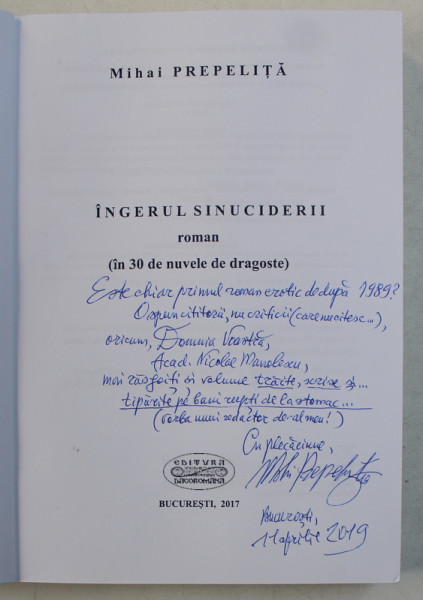 Mihai PREPELIȚĂ
ÎNGERUL SINUCIDERII
roman
(în 30 de nuvele de dragoste)
Este chiar primul roman erotic de după 1989?
O spun cititorii, nu criticii (care nu citesc...),
oricum, Domnia Voastră,
Acad. Nicolae Manolescu,
mai răsfoiți și volume trăite, scrise și...
tipărite pe bani rupți de la stomac...
(vorba unui redactor de-al meu!)
Cu plecăciune,
Mihai Prepeliță
EDITURA
DACOROMÂNĂ
BUCUREȘTI, 2017
București,
1 aprilie 2019